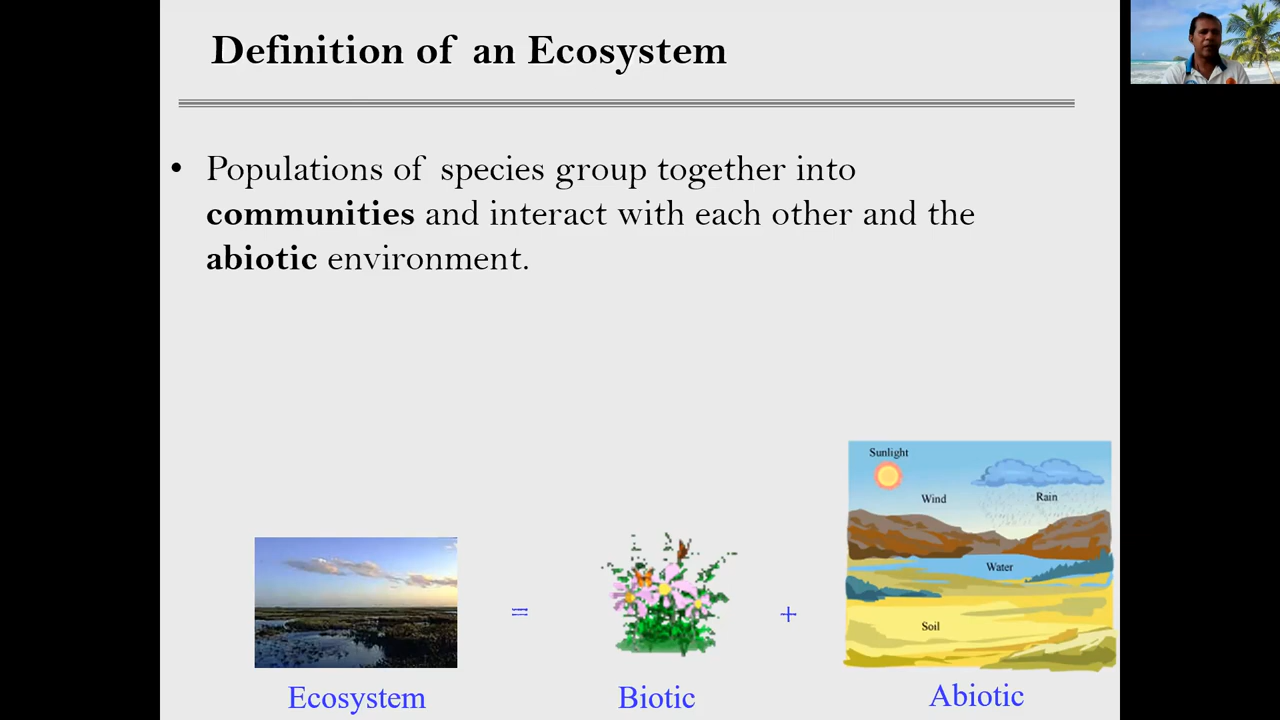 Definition of an Ecosystem
• Populations of species group together into
communities and interact with each other and the
abiotic environment.
Sunlight
Wind
Rain
Water
Soil
= +
Ecosystem Biotic Abiotic